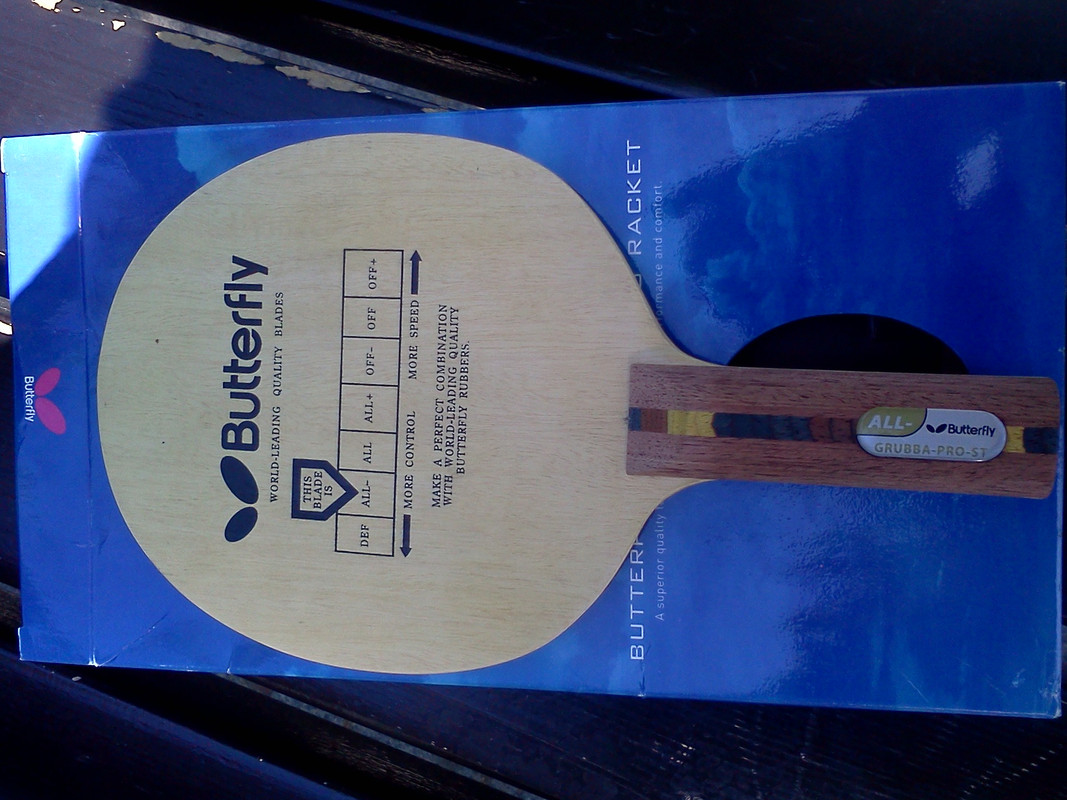 Butterfly
WORLD-LEADING QUALITY BLADES
THIS
BLADE
IS
DEF ALL- ALL ALL+ OFF- OFF OFF+
MORE CONTROL MORE SPEED
MAKE A PERFECT COMBINATION
WITH WORLD-LEADING QUALITY
BUTTERFLY RUBBERS.
RACKET
A superior quality
and comfort.
ALL-
Butterfly
GRUBBA-PRO-ST
Butterfly